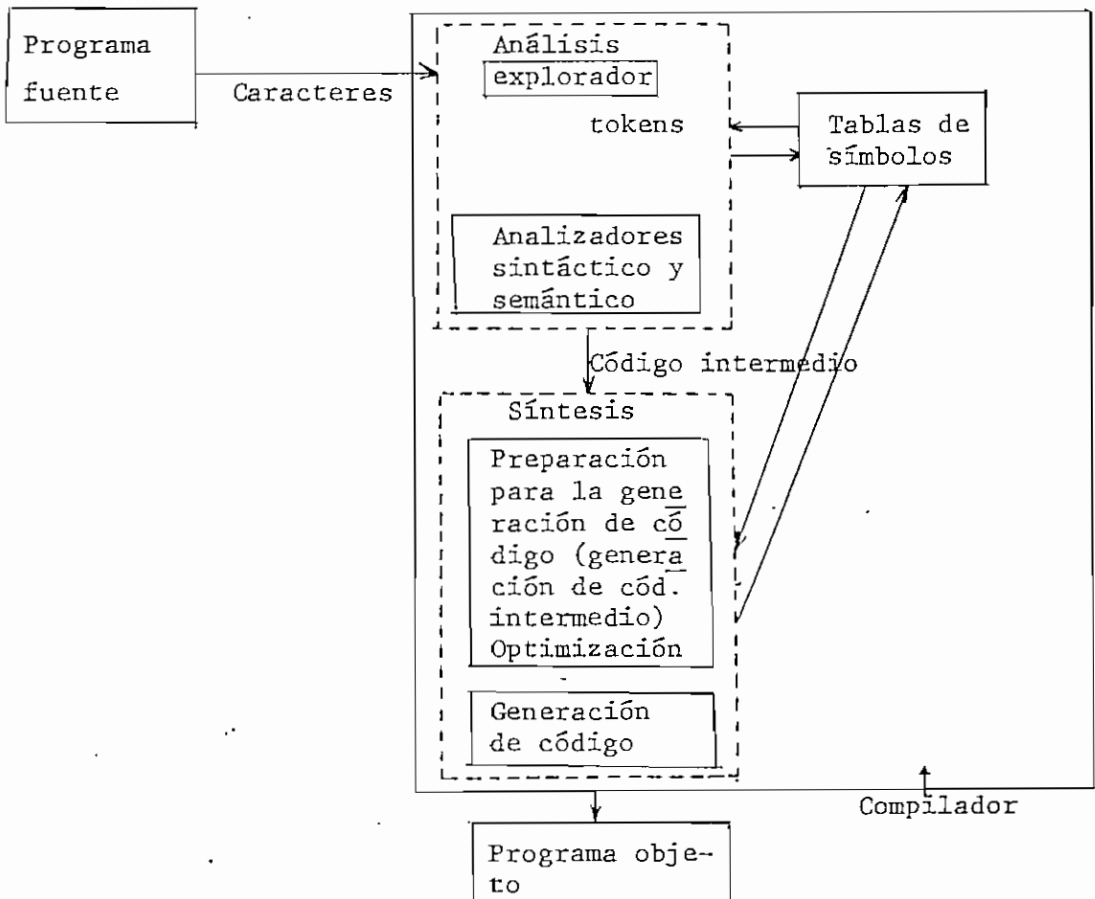 Programa
fuente
Caracteres
Análisis
explorador
tokens
Tablas de
símbolos
Analizadores
sintáctico y
semántico
Código intermedio
Síntesis
Preparación
para la gene
ración de có
digo (genera
ción de cód.
intermedio)
Optimización
Generación
de código
Compilador
Programa obje-
to